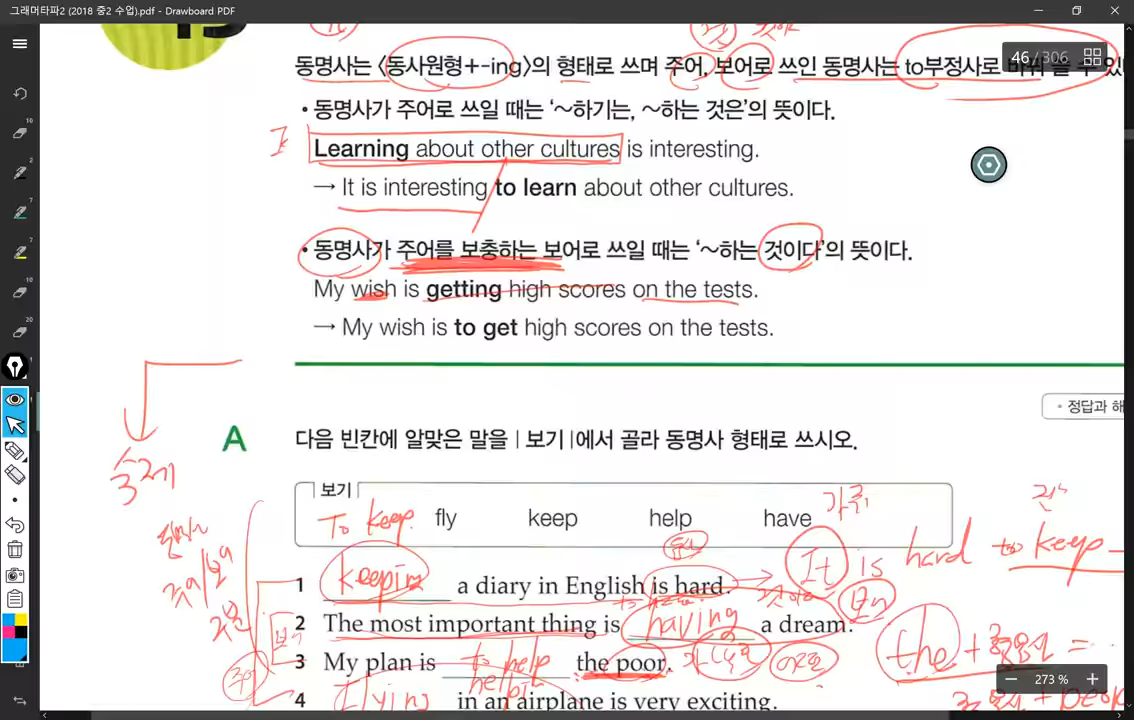 그래머타파2 (2018 중2 수업).pdf - Drawboard PDF
46 / 306
동명사는 〈동사원형+-ing〉의 형태로 쓰며 주어, 보어로 쓰인 동명사는 to부정사로
• 동명사가 주어로 쓰일 때는 ‘～하기는, ～하는 것은’의 뜻이다.
Learning about other cultures is interesting.
→ It is interesting to learn about other cultures.
• 동명사가 주어를 보충하는 보어로 쓰일 때는 ‘～하는 것이다’의 뜻이다.
My wish is getting high scores on the tests.
→ My wish is to get high scores on the tests.
• 정답과 해
A 다음 빈칸에 알맞은 말을 | 보기 |에서 골라 동명사 형태로 쓰시오.
숙제
보기
To keep fly keep help have
It is hard to keep
1 keeping a diary in English is hard.
2 The most important thing is having a dream.
3 My plan is to help the poor.
the + 형용사 =
4 Flying in an airplane is very exciting.
273 %